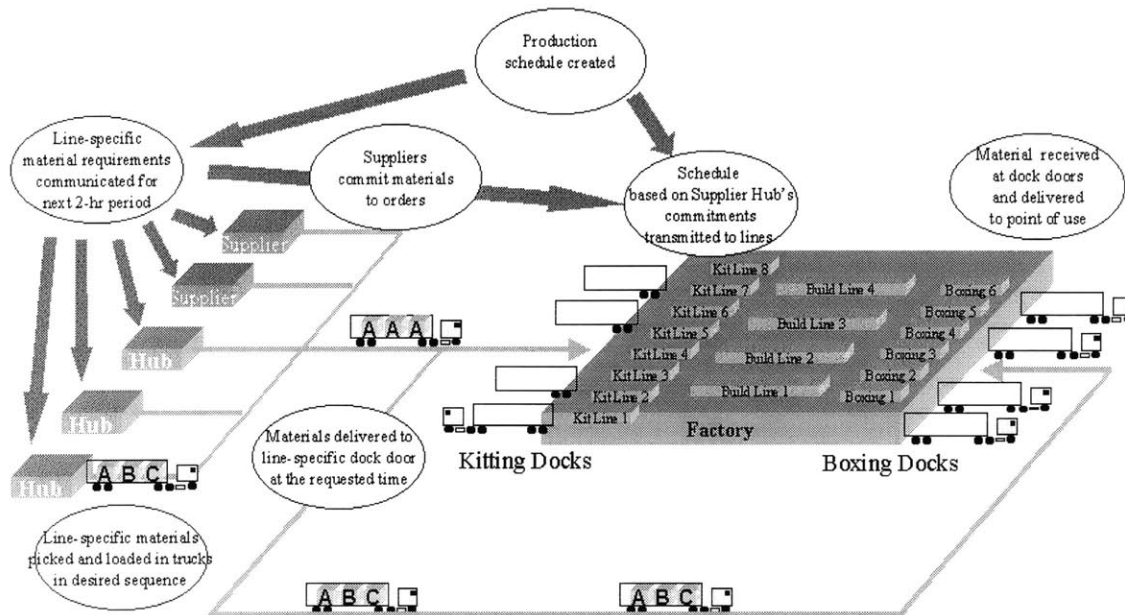 Production
schedule created
Line-specific
material requirements
communicated for
next 2-hr period
Suppliers
commit materials
to orders
Schedule
based on Supplier Hub's
commitments
transmitted to lines
Material received
at dock doors
and delivered
to point of use
Supplier
Supplier
Hub
Hub
Hub
A A A
A B C
Kit Line 8
Kit Line 7
Kit Line 6
Kit Line 5
Kit Line 4
Kit Line 3
Kit Line 2
Kit Line 1
Build Line 4
Build Line 3
Build Line 2
Build Line 1
Boxing 6
Boxing 5
Boxing 4
Boxing 3
Boxing 2
Boxing 1
Factory
Kitting Docks
Boxing Docks
Materials delivered to
line-specific dock door
at the requested time
Line-specific materials
picked and loaded in trucks
in desired sequence
A B C
A B C